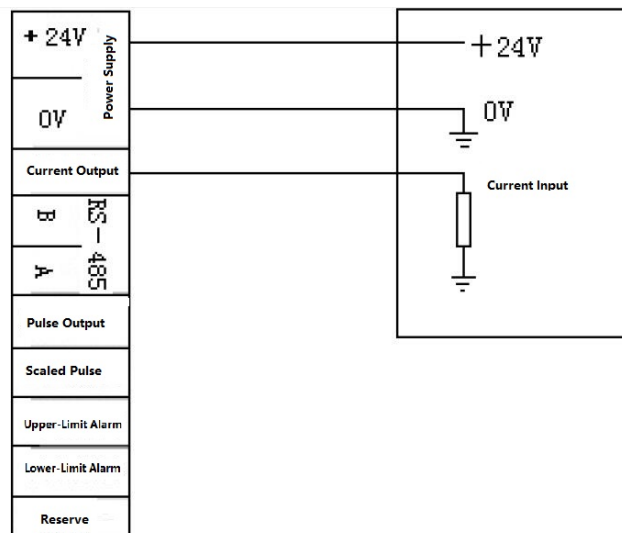 + 24V
Power Supply
0V
Current Output
B
A
RS-485
Pulse Output
Scaled Pulse
Upper-Limit Alarm
Lower-Limit Alarm
Reserve
+24V
0V
Current Input